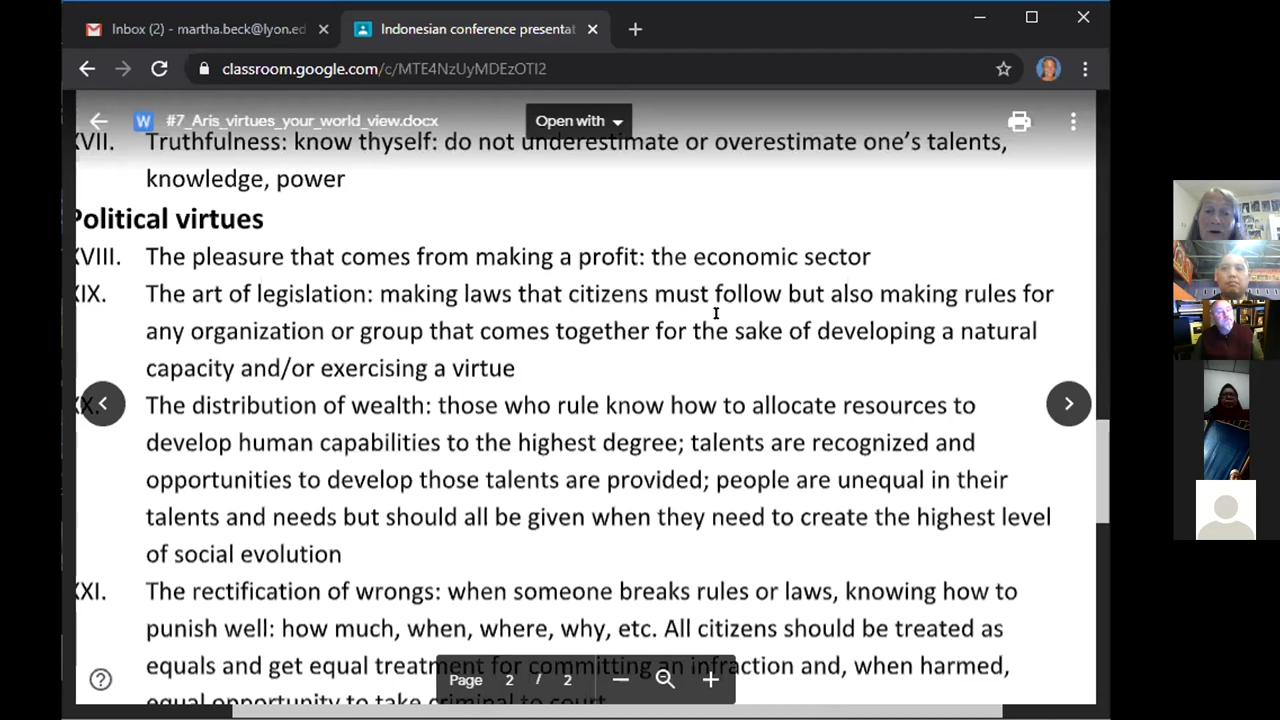 Inbox (2) - martha.beck@lyon.ed
Indonesian conference presentat
classroom.google.com/c/MTE4NzUyMDEzOTI2
W
#7_Aris_virtues_your_world_view.docx
Open with
XVII. Truthfulness: know thyself: do not underestimate or overestimate one's talents,
knowledge, power
Political virtues
XVIII. The pleasure that comes from making a profit: the economic sector
XIX. The art of legislation: making laws that citizens must follow but also making rules for
any organization or group that comes together for the sake of developing a natural
capacity and/or exercising a virtue
XX. The distribution of wealth: those who rule know how to allocate resources to
develop human capabilities to the highest degree; talents are recognized and
opportunities to develop those talents are provided; people are unequal in their
talents and needs but should all be given when they need to create the highest level
of social evolution
XXI. The rectification of wrongs: when someone breaks rules or laws, knowing how to
punish well: how much, when, where, why, etc. All citizens should be treated as
equals and get equal treatment for committing an infraction and, when harmed,
equal opportunity to take criminal to court
Page 2 / 2